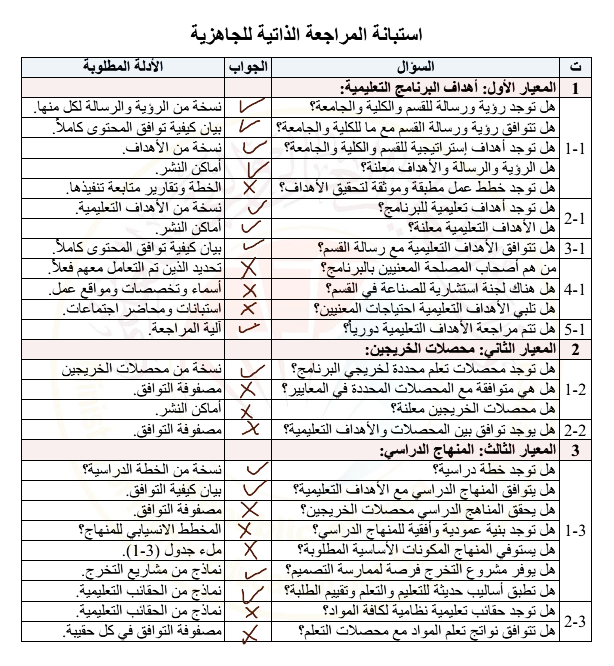 استبانة المراجعة الذاتية للجاهزية
ت السؤال الجواب الأدلة المطلوبة
1 المعيار الأول: أهداف البرنامج التعليمية:
هل توجد رؤية ورسالة للقسم والكلية والجامعة؟ ✓ نسخة من الرؤية والرسالة لكل منها.
هل تتوافق رؤية ورسالة القسم مع ما للكلية والجامعة؟ ✓ بيان كيفية توافق المحتوى كاملاً.
1-1 هل توجد أهداف إستراتيجية للقسم والكلية والجامعة؟ ✓ نسخة من الأهداف.
هل الرؤية والرسالة والأهداف معلنة؟ ✓ أماكن النشر.
هل توجد خطط عمل مطبقة وموثقة لتحقيق الأهداف؟ ✗ الخطة وتقارير متابعة تنفيذها.
2-1 هل توجد أهداف تعليمية للبرنامج؟ ✓ نسخة من الأهداف التعليمية.
هل الأهداف التعليمية معلنة؟ ✓ أماكن النشر.
3-1 هل تتوافق الأهداف التعليمية مع رسالة القسم؟ ✓ بيان كيفية توافق المحتوى كاملاً.
من هم أصحاب المصلحة المعنيين بالبرنامج؟ ✗ تحديد الذين تم التعامل معهم فعلاً.
4-1 هل هناك لجنة استشارية للصناعة في القسم؟ ✗ أسماء وتخصصات ومواقع عمل.
هل تلبي الأهداف التعليمية احتياجات المعنيين؟ ✗ استبانات ومحاضر اجتماعات.
5-1 هل تتم مراجعة الأهداف التعليمية دورياً؟ ✓ آلية المراجعة.
2 المعيار الثاني: محصلات الخريجين:
هل توجد محصلات تعلم محددة لخريجي البرنامج؟ ✓ نسخة من محصلات الخريجين
1-2 هل هي متوافقة مع المحصلات المحددة في المعايير؟ ✗ مصفوفة التوافق.
هل محصلات الخريجين معلنة؟ ✗ أماكن النشر.
2-2 هل يوجد توافق بين المحصلات والأهداف التعليمية؟ ✗ مصفوفة التوافق.
3 المعيار الثالث: المنهاج الدراسي:
هل توجد خطة دراسية؟ ✓ نسخة من الخطة الدراسية؟
هل يتوافق المنهاج الدراسي مع الأهداف التعليمية؟ ✓ بيان كيفية التوافق.
هل يحقق المناهج الدراسي محصلات الخريجين؟ ✗ مصفوفة التوافق.
1-3 هل توجد بنية عمودية وأفقية للمنهاج الدراسي؟ ✗ المخطط الانسيابي للمنهاج؟
هل يستوفي المنهاج المكونات الأساسية المطلوبة؟ ✗ ملء جدول (3-1).
هل يوفر مشروع التخرج فرصة لممارسة التصميم؟ ✓ نماذج من مشاريع التخرج.
هل تطبق أساليب حديثة للتعليم والتعلم وتقييم الطلبة؟ ✓ نماذج من الحقائب التعليمية.
2-3 هل توجد حقائب تعليمية نظامية لكافة المواد؟ ✗ نماذج من الحقائب التعليمية.
هل تتوافق نواتج تعلم المواد مع محصلات التعلم؟ ✗ مصفوفة التوافق في كل حقيبة.